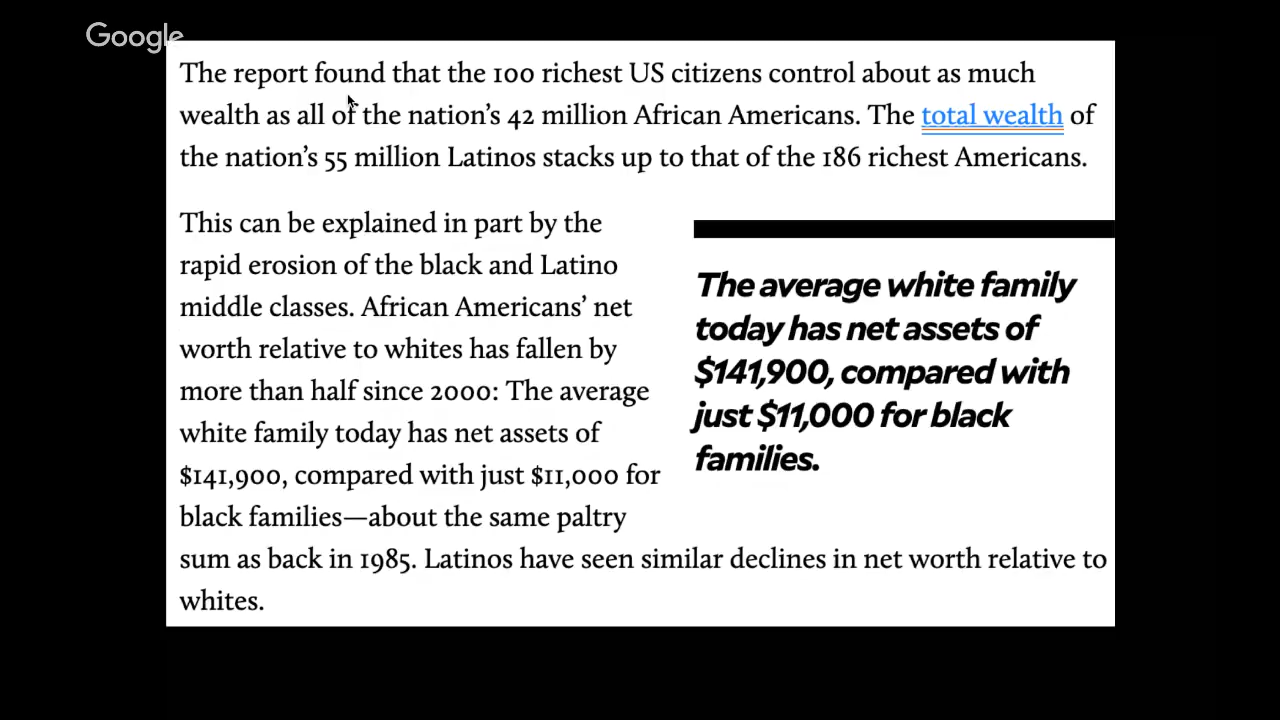 Google
The report found that the 100 richest US citizens control about as much
wealth as all of the nation’s 42 million African Americans. The total wealth of
the nation’s 55 million Latinos stacks up to that of the 186 richest Americans.
This can be explained in part by the
rapid erosion of the black and Latino
middle classes. African Americans’ net
worth relative to whites has fallen by
more than half since 2000: The average
white family today has net assets of
$141,900, compared with just $11,000 for
black families—about the same paltry
sum as back in 1985. Latinos have seen similar declines in net worth relative to
whites.
The average white family
today has net assets of
$141,900, compared with
just $11,000 for black
families.